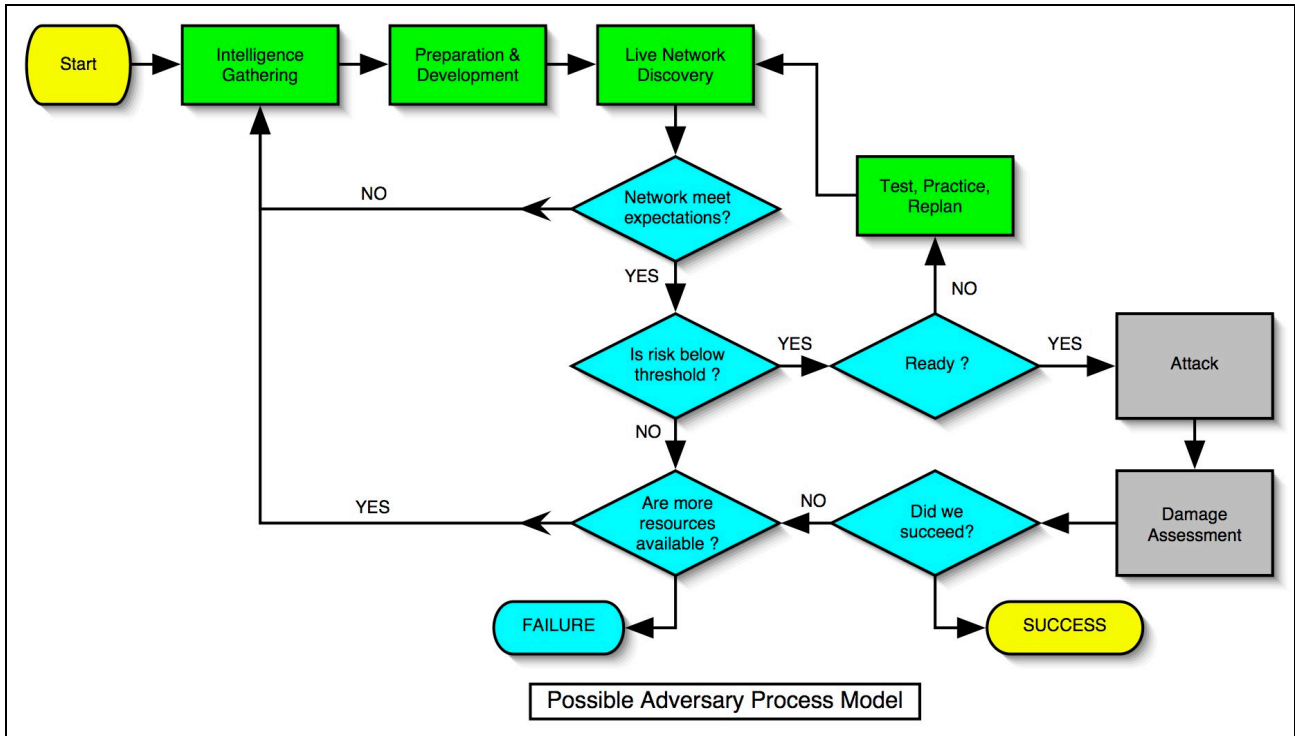 Start
Intelligence
Gathering
Preparation &
Development
Live Network
Discovery
Test, Practice,
Replan
NO
Network meet
expectations?
YES
NO
Is risk below
threshold ?
YES
Ready ?
YES
Attack
NO
YES
Are more
resources
available ?
NO
Did we
succeed?
Damage
Assessment
FAILURE
SUCCESS
Possible Adversary Process Model